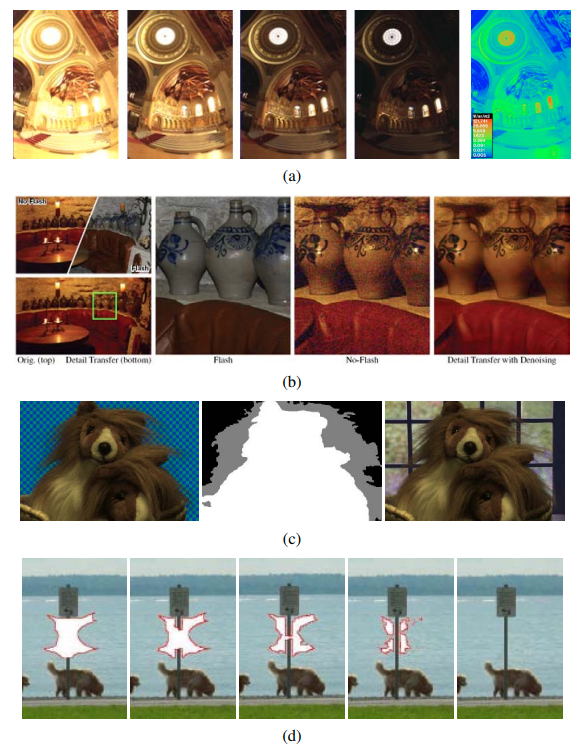 (a)
No-Flash
Flash
Orig. (top) Detail Transfer (bottom) Flash No-Flash Detail Transfer with Denoising
(b)
(c)
(d)